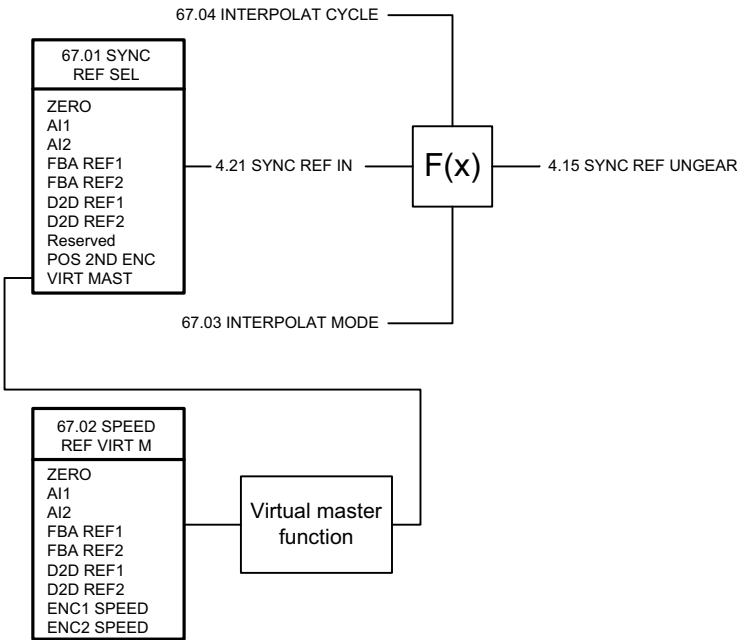 67.04 INTERPOLAT CYCLE
67.01 SYNC
REF SEL
ZERO
AI1
AI2
FBA REF1
FBA REF2
D2D REF1
D2D REF2
Reserved
POS 2ND ENC
VIRT MAST
4.21 SYNC REF IN
F(x)
4.15 SYNC REF UNGEAR
67.03 INTERPOLAT MODE
67.02 SPEED
REF VIRT M
ZERO
AI1
AI2
FBA REF1
FBA REF2
D2D REF1
D2D REF2
ENC1 SPEED
ENC2 SPEED
Virtual master
function